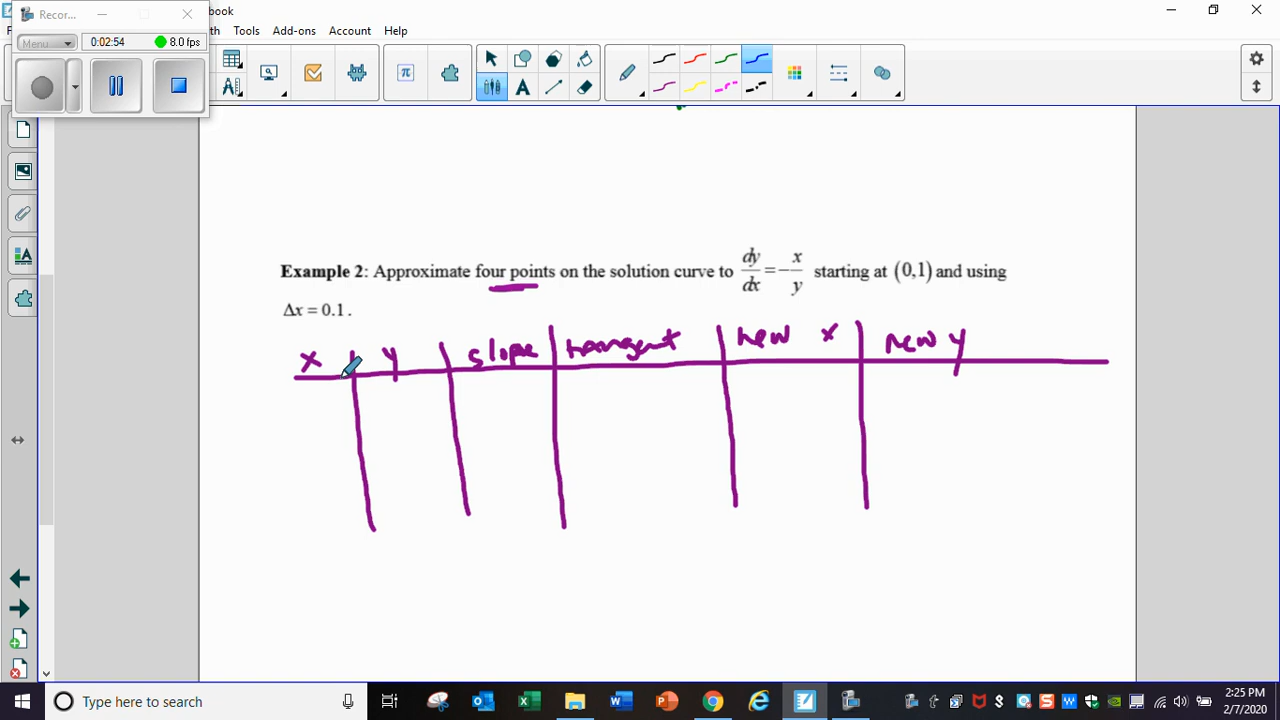 Recor...
book
Menu
0:02:54
8.0 fps
Tools Add-ons Account Help
Example 2: Approximate four points on the solution curve to dy/dx = -x/y starting at (0,1) and using
Δx = 0.1.
x y slope tangent new x new y
Type here to search
2:25 PM
2/7/2020